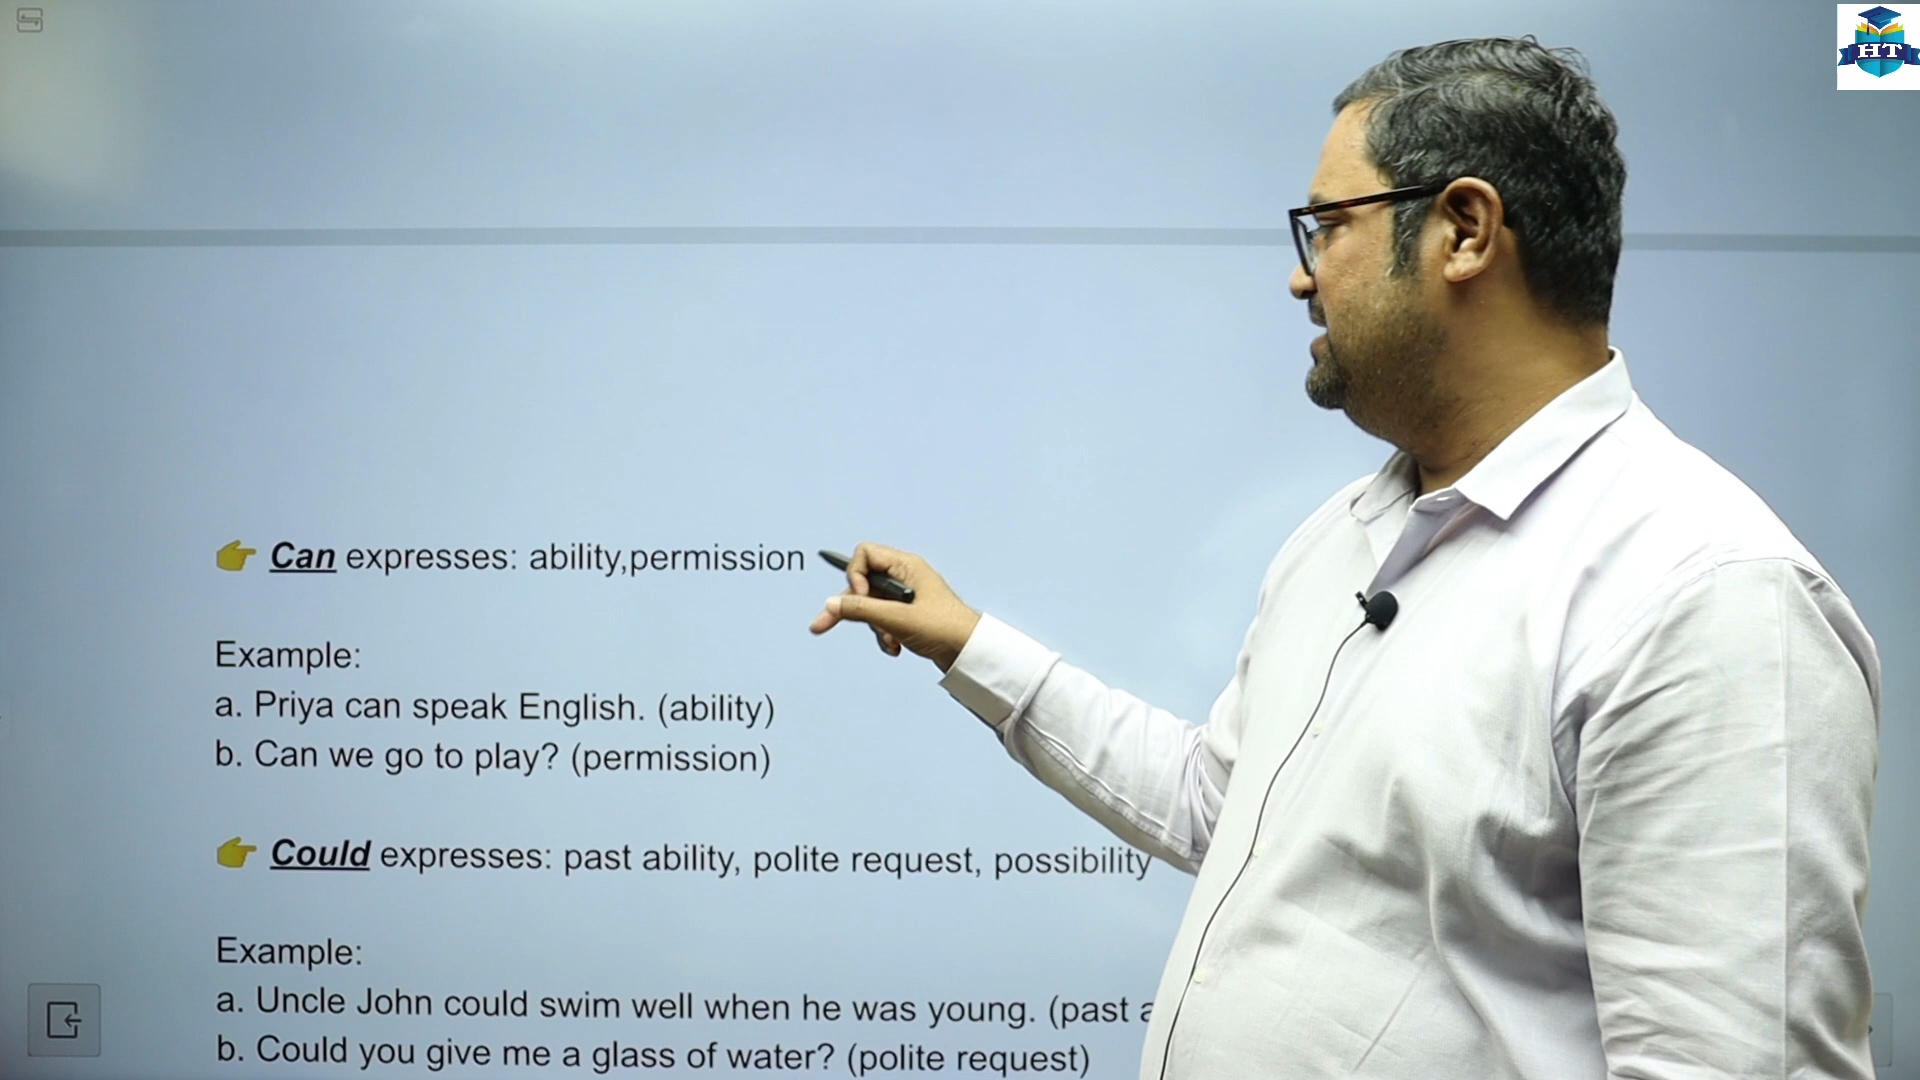 HT
👉 Can expresses: ability,permission
Example:
a. Priya can speak English. (ability)
b. Can we go to play? (permission)
👉 Could expresses: past ability, polite request, possibility
Example:
a. Uncle John could swim well when he was young. (past a
b. Could you give me a glass of water? (polite request)